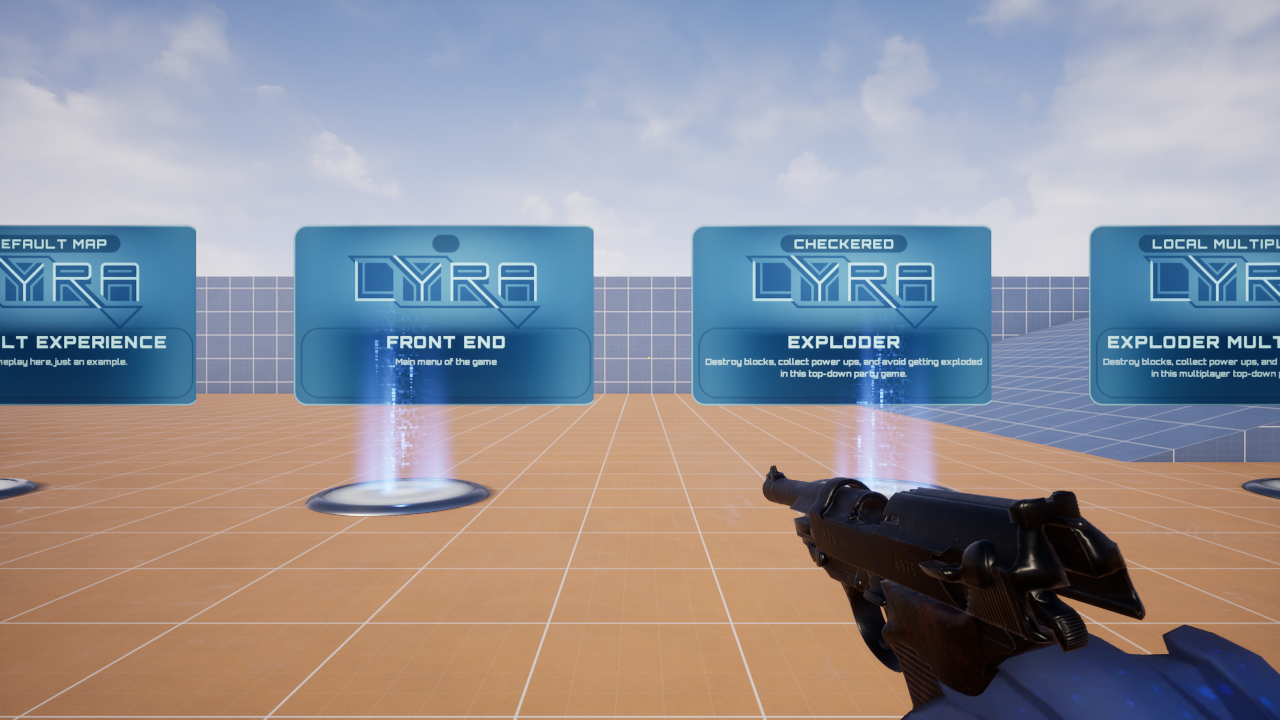 EFAULT MAP
LYRA
LT EXPERIENCE
eplay here, just an example.
LYRA
FRONT END
Main menu of the game
CHECKERED
LYRA
EXPLODER
Destroy blocks, collect power ups, and avoid getting exploded
in this top-down party game.
LOCAL MULTIPL
LYR
EXPLODER MULT
Destroy blocks, collect power ups, and
in this multiplayer top-down